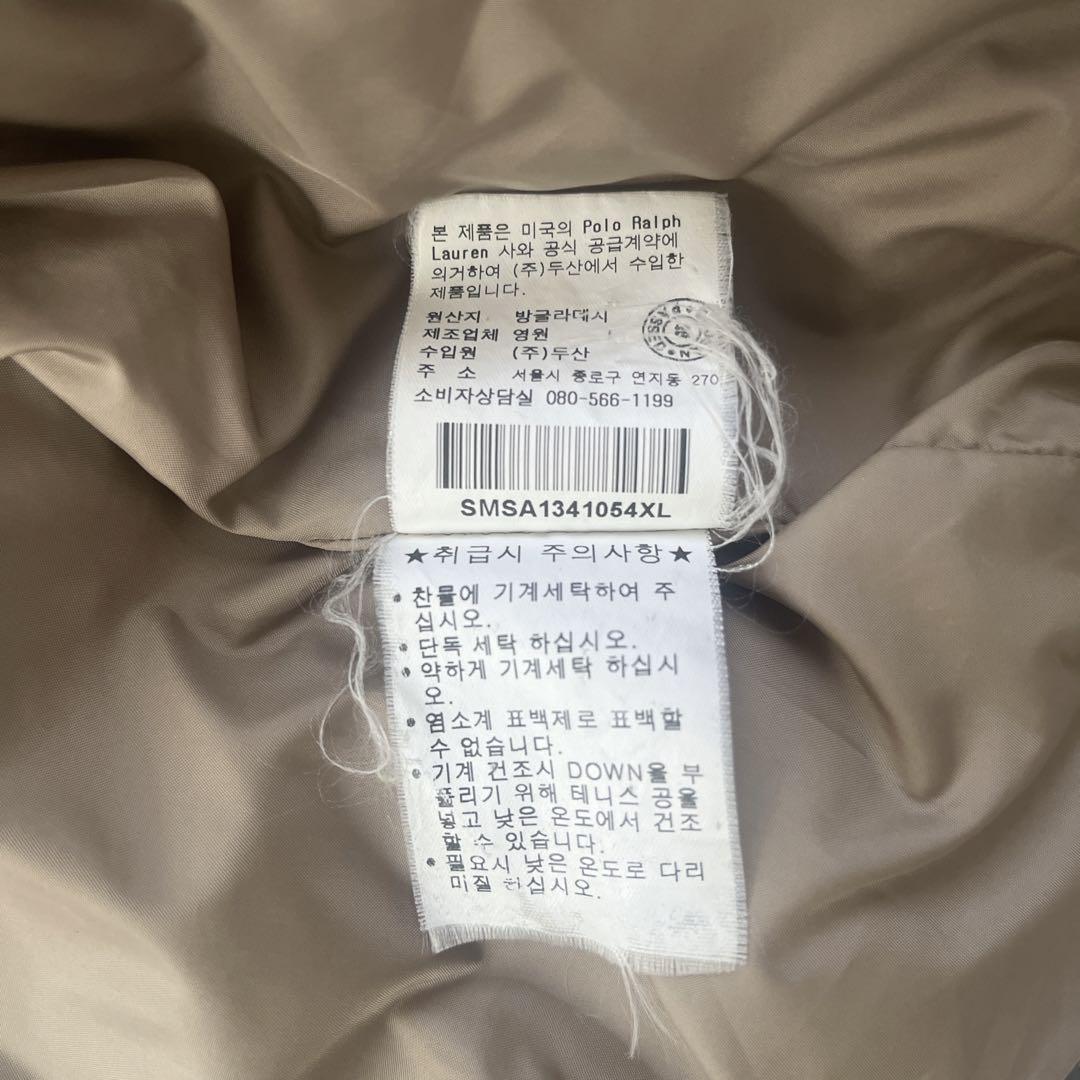 본 제품은 미국의 Polo Ralph
Lauren 사와 공식 공급계약에
의거하여 (주)두산에서 수입한
제품입니다.
원산지 방글라데시
제조업체 영원
수입원 (주)두산
주 소 서울시 종로구 연지동 270
소비자상담실 080-566-1199
SMSA1341054XL
★취급시 주의사항★
• 찬물에 기계세탁하여 주
십시오.
• 단독 세탁 하십시오.
• 약하게 기계세탁 하십시
오.
• 염소계 표백제로 표백할
수 없습니다.
• 기계 건조시 DOWN을 부
풀리기 위해 테니스 공을
넣고 낮은 온도에서 건조
할 수 있습니다.
• 필요시 낮은 온도로 다리
미질 하십시오.